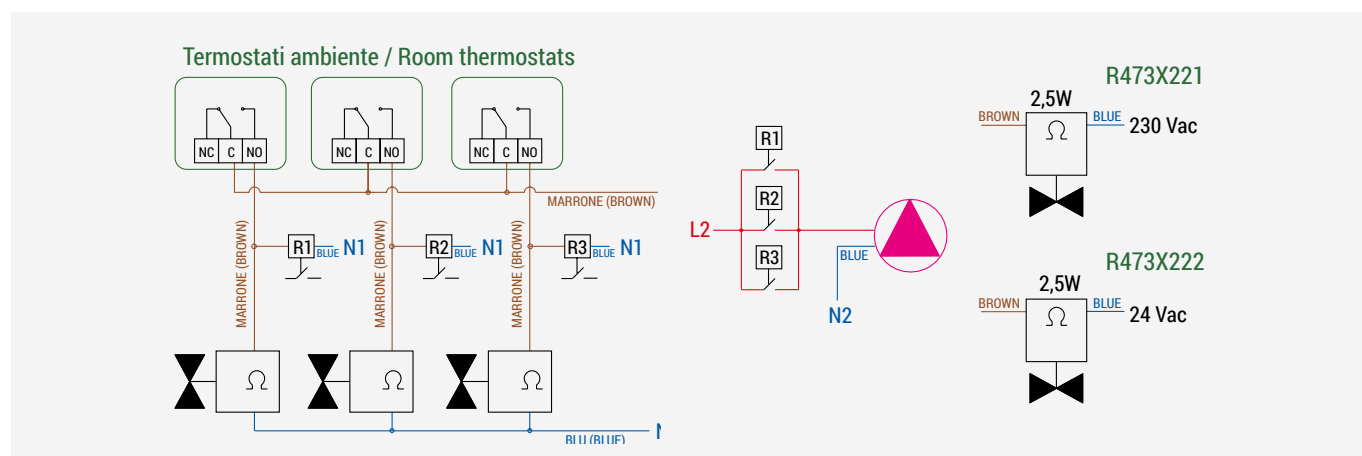 Termostati ambiente / Room thermostats
NC C NO
NC C NO
NC C NO
MARRONE (BROWN)
MARRONE (BROWN)
MARRONE (BROWN)
MARRONE (BROWN)
R1 BLUE N1
R2 BLUE N1
R3 BLUE N1
Ω
Ω
Ω
BLU (BLUE)
R1
R2
R3
L2
BLUE
N2
R473X221
2,5W
BROWN
Ω
BLUE
230 Vac
R473X222
2,5W
BROWN
Ω
BLUE
24 Vac